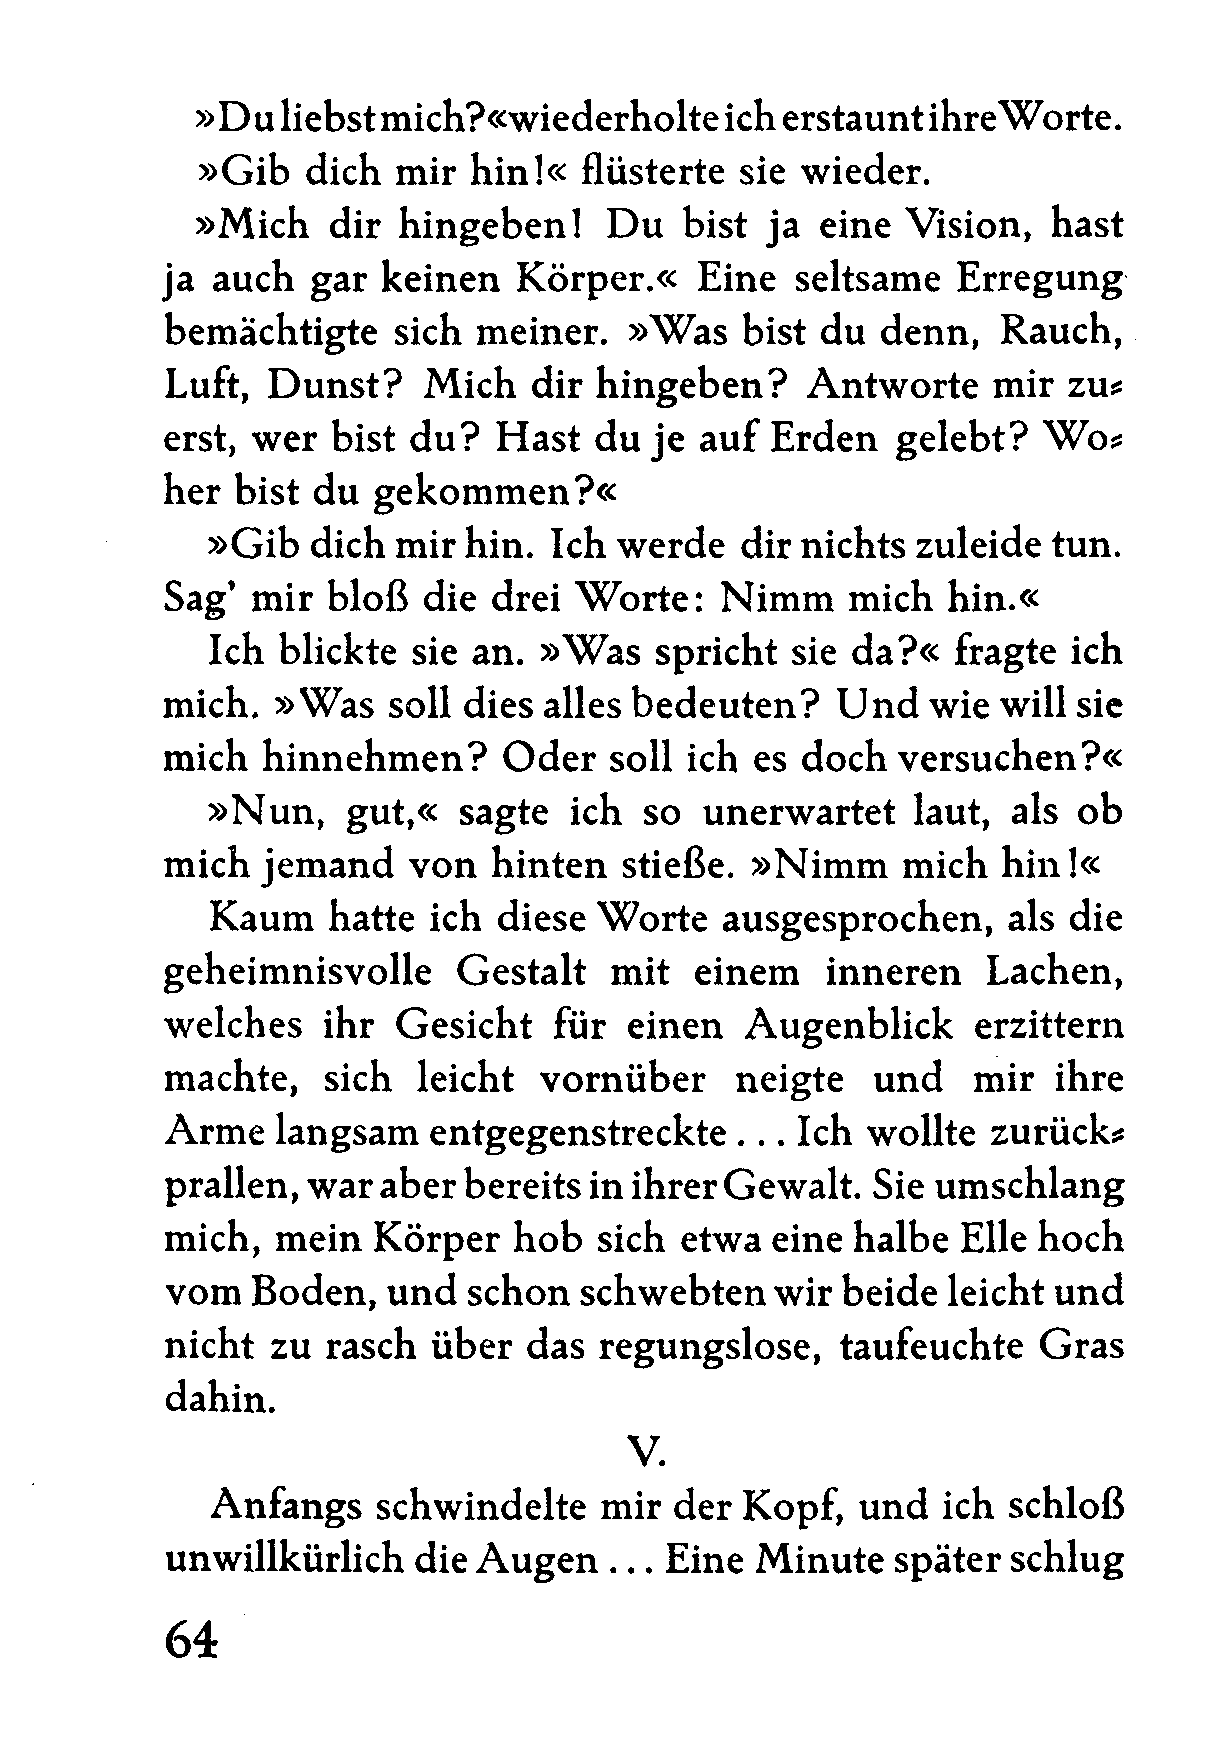 »Du liebst mich?« wiederholte ich erstaunt ihre Worte.
»Gib dich mir hin!« flüsterte sie wieder.
»Mich dir hingeben! Du bist ja eine Vision, hast
ja auch gar keinen Körper.« Eine seltsame Erregung
bemächtigte sich meiner. »Was bist du denn, Rauch,
Luft, Dunst? Mich dir hingeben? Antworte mir zu⸗
erst, wer bist du? Hast du je auf Erden gelebt? Wo⸗
her bist du gekommen?«
»Gib dich mir hin. Ich werde dir nichts zuleide tun.
Sag’ mir bloß die drei Worte: Nimm mich hin.«
Ich blickte sie an. »Was spricht sie da?« fragte ich
mich. »Was soll dies alles bedeuten? Und wie will sie
mich hinnehmen? Oder soll ich es doch versuchen?«
»Nun, gut,« sagte ich so unerwartet laut, als ob
mich jemand von hinten stieße. »Nimm mich hin!«
Kaum hatte ich diese Worte ausgesprochen, als die
geheimnisvolle Gestalt mit einem inneren Lachen,
welches ihr Gesicht für einen Augenblick erzittern
machte, sich leicht vornüber neigte und mir ihre
Arme langsam entgegenstreckte ... Ich wollte zurück⸗
prallen, war aber bereits in ihrer Gewalt. Sie umschlang
mich, mein Körper hob sich etwa eine halbe Elle hoch
vom Boden, und schon schwebten wir beide leicht und
nicht zu rasch über das regungslose, taufeuchte Gras
dahin.
V.
Anfangs schwindelte mir der Kopf, und ich schloß
unwillkürlich die Augen ... Eine Minute später schlug
64